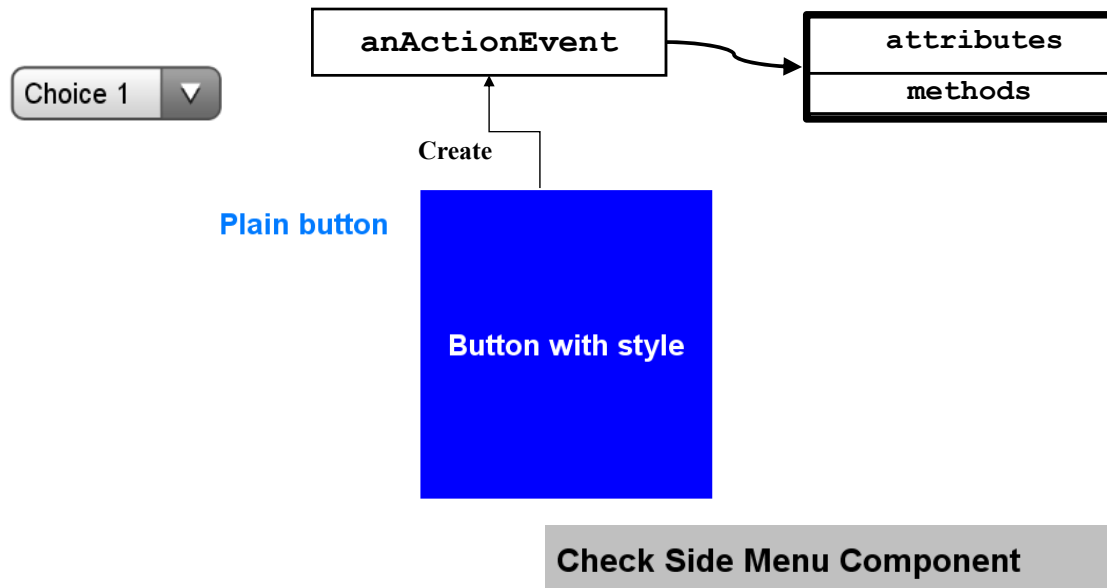 anActionEvent
attributes
methods
Choice 1
Create
Plain button
Button with style
Check Side Menu Component